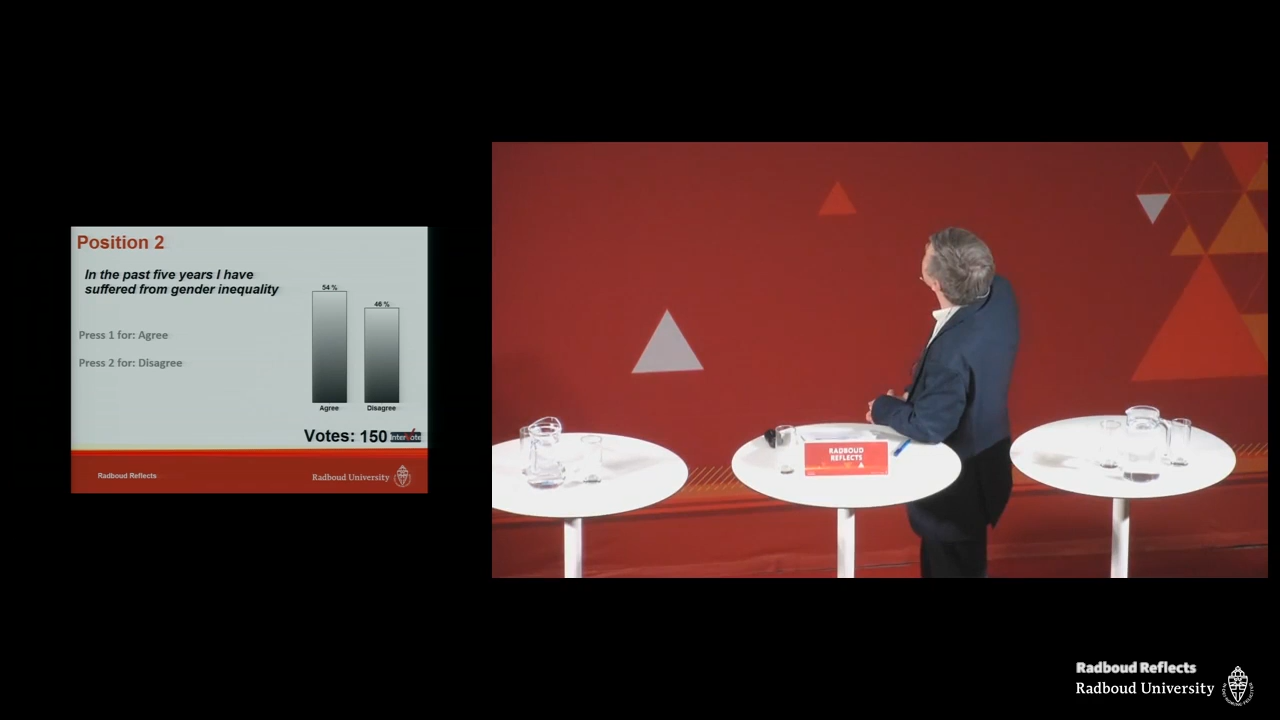 Position 2
In the past five years I have
suffered from gender inequality
54 %
46 %
Press 1 for: Agree
Press 2 for: Disagree
Agree
Disagree
Votes: 150
InterVote
Radboud Reflects
Radboud University
RADBOUD
REFLECTS
Radboud Reflects
Radboud University